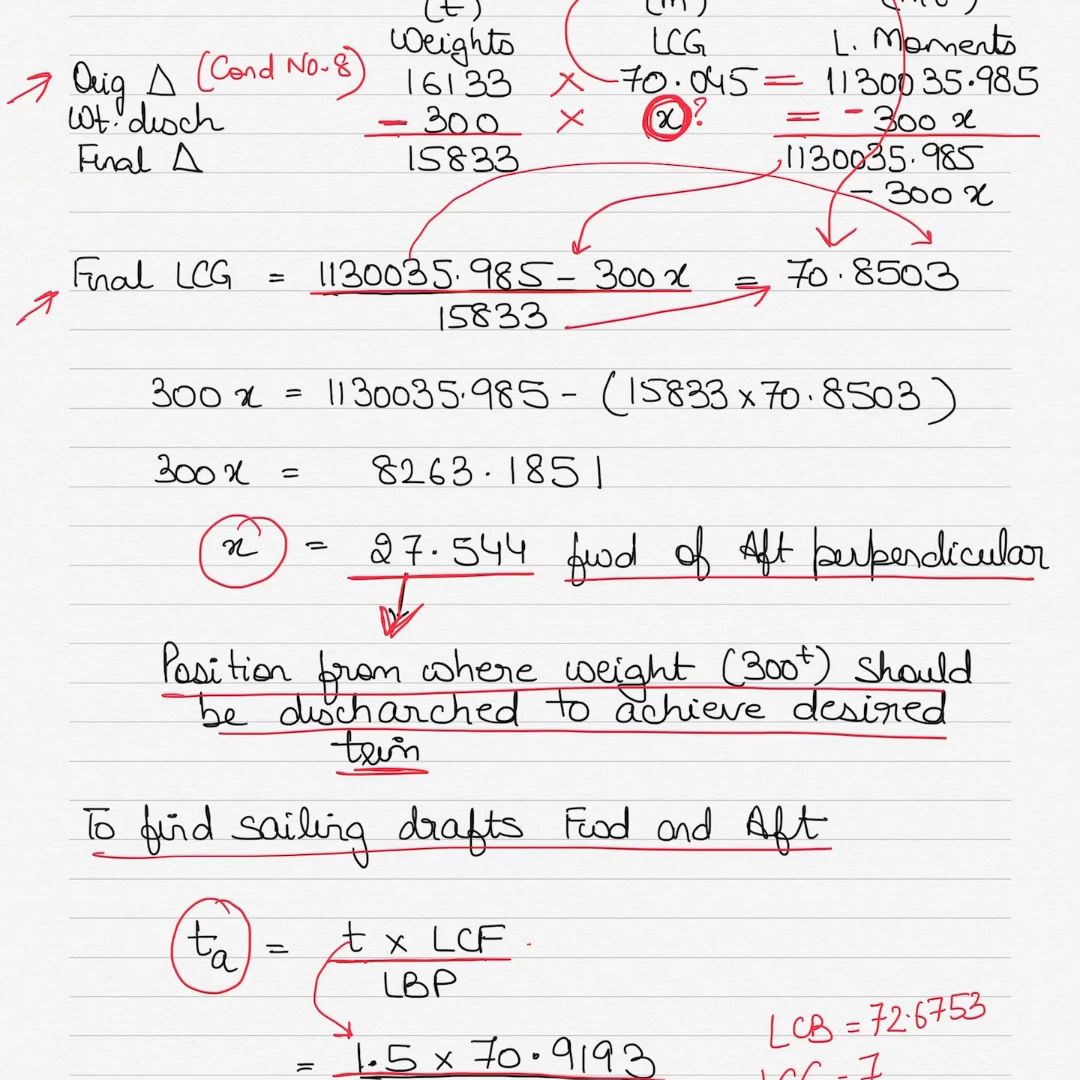 (t) (m)
Weights LCG L. Moments
Orig Δ (Cond No.8) 16133 × 70.045 = 1130035.985
Wt. disch - 300 × x? = - 300 x
Final Δ 15833 1130035.985
- 300 x
Final LCG = 1130035.985 - 300 x = 70.8503
15833
300 x = 1130035.985 - (15833 x 70.8503)
300 x = 8263.1851
x = 27.544 fwd of Aft perpendicular
Position from where weight (300t) should
be discharched to achieve desired
trim
To find sailing drafts Fwd and Aft
ta = t x LCF
LBP
LCB = 72.6753
= 1.5 x 70.9193